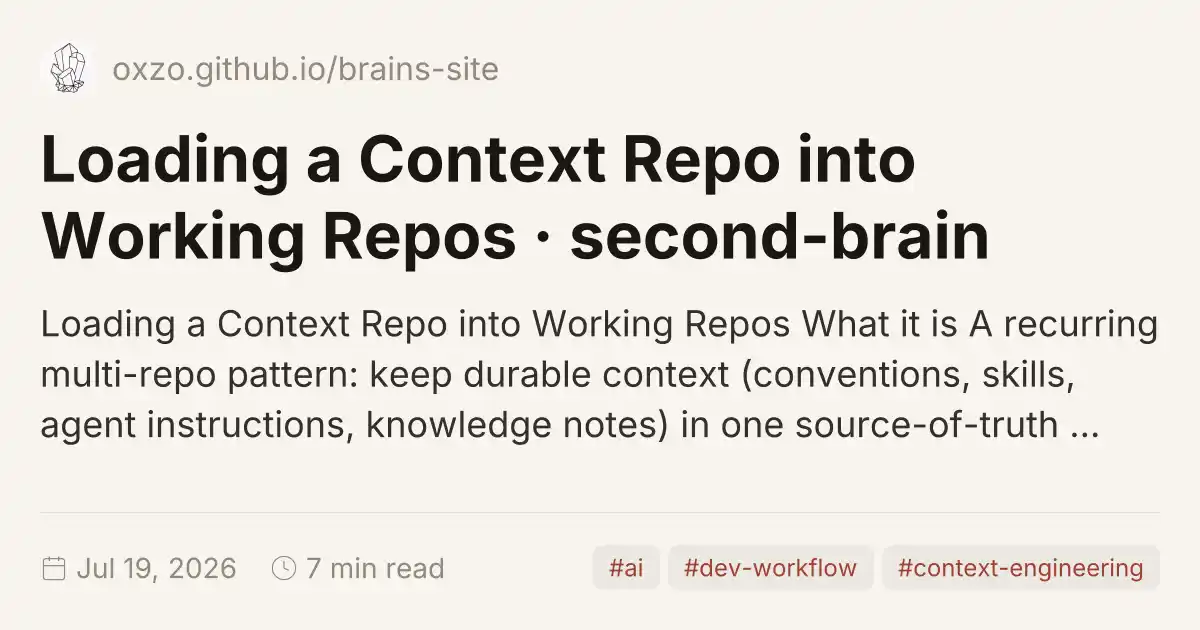 oxzo.github.io/brains-site
Loading a Context Repo into
Working Repos · second-brain
Loading a Context Repo into Working Repos What it is A recurring
multi-repo pattern: keep durable context (conventions, skills,
agent instructions, knowledge notes) in one source-of-truth ...
Jul 19, 2026 7 min read #ai #dev-workflow #context-engineering